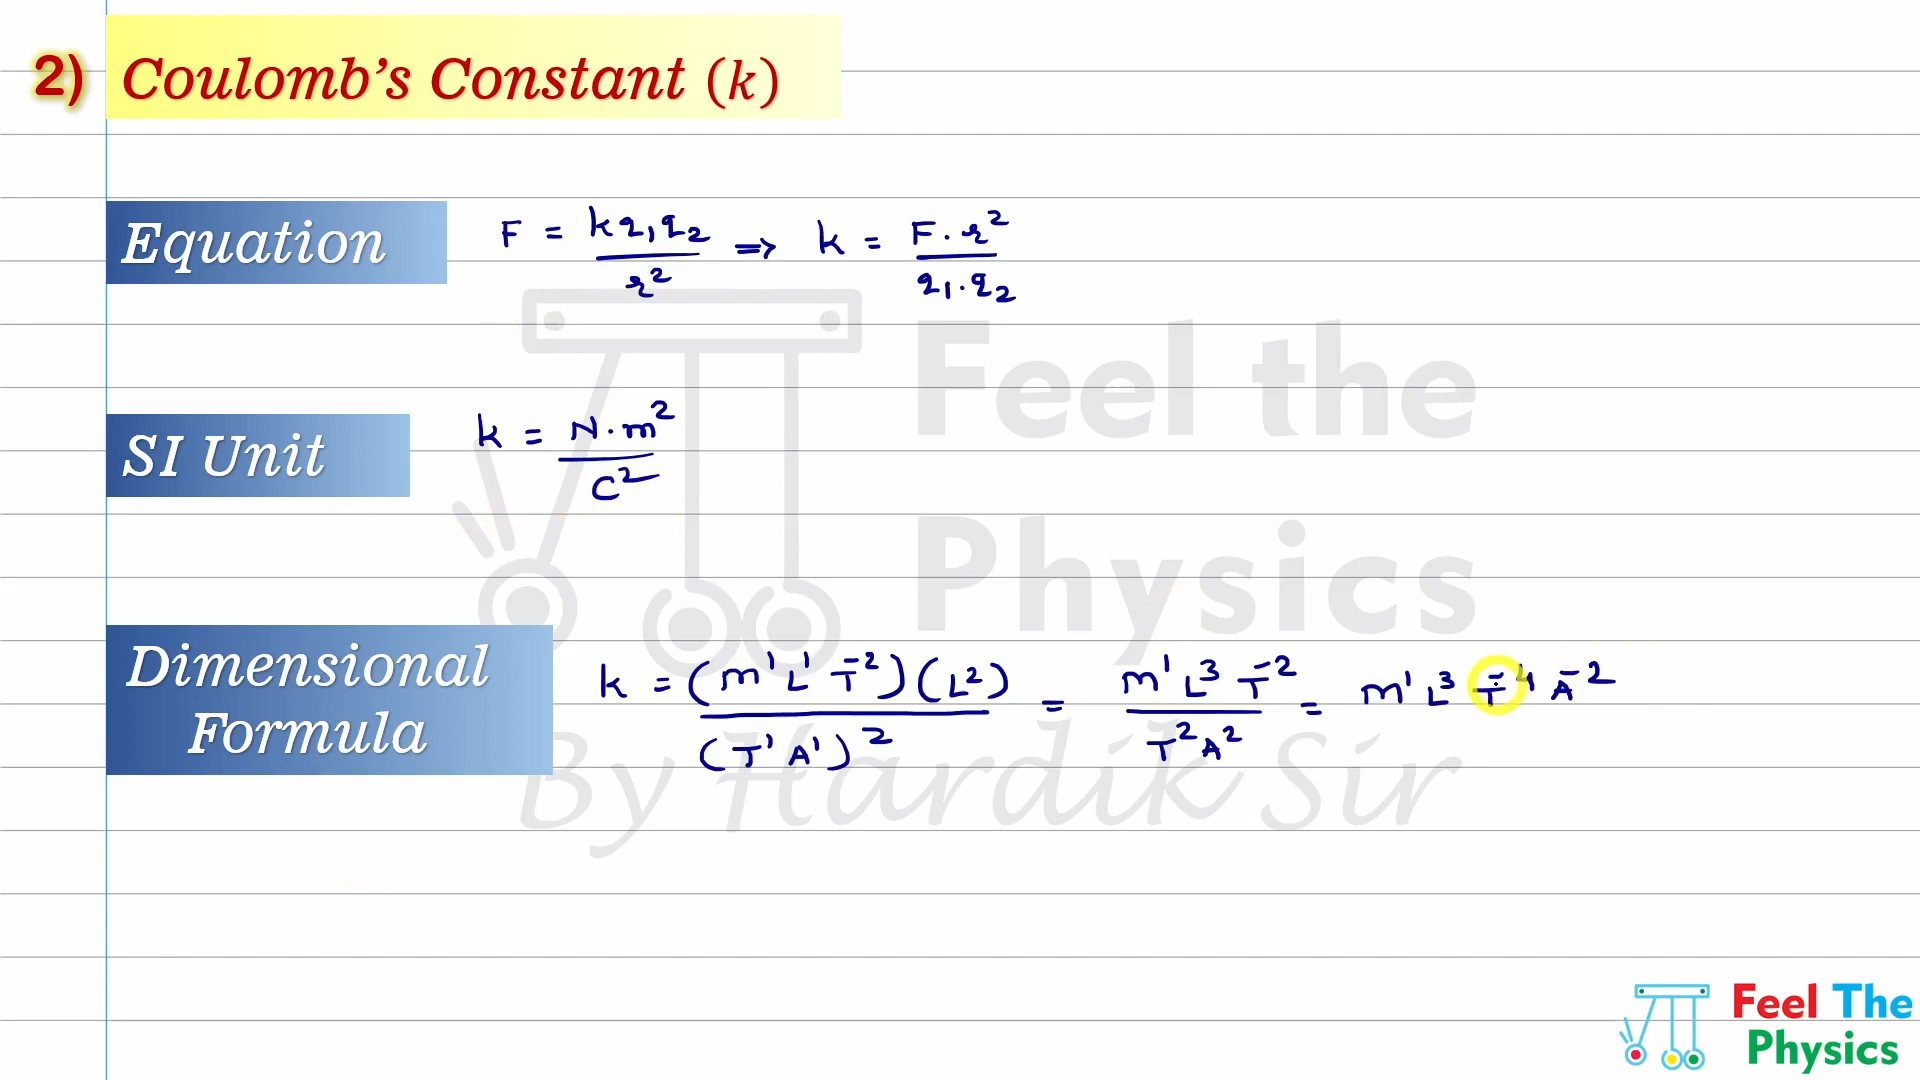 2) Coulomb's Constant (k)
Equation F = kq₁q₂/r² ⇒ k = F·r²/q₁·q₂
SI Unit k = N·m²/C²
Dimensional Formula k = (M¹L¹T⁻²)(L²)/(T¹A¹)² = M¹L³T⁻²/T²A² = M¹L³T⁻⁴A⁻²
Feel the
Physics
By Hardik Sir
Feel The
Physics